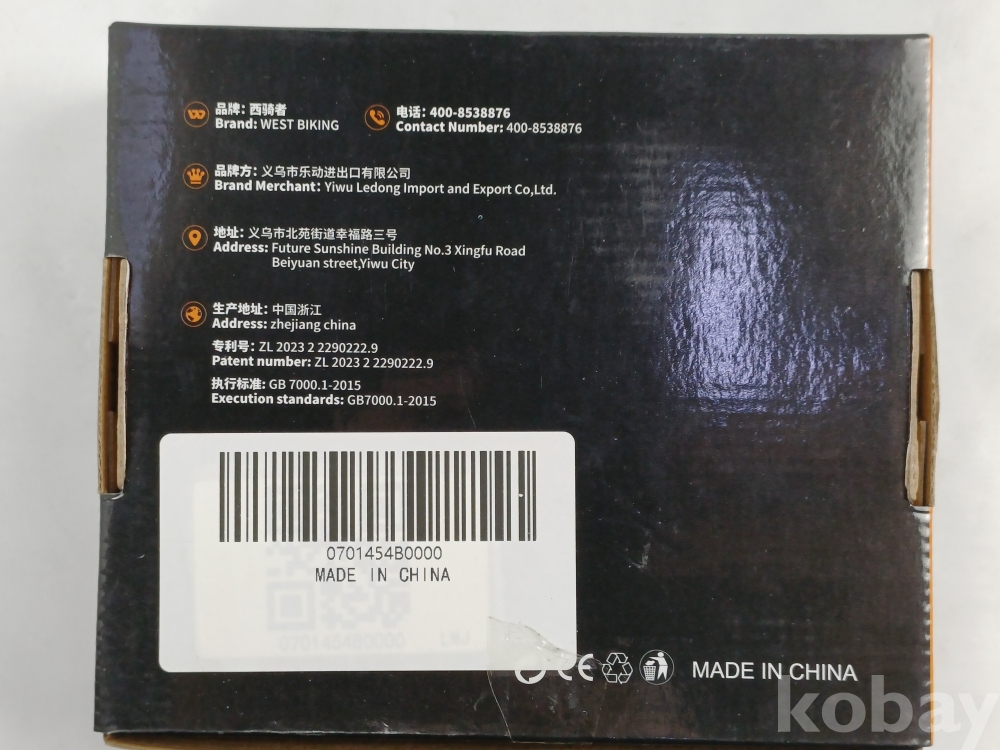 品牌: 西骑者
Brand: WEST BIKING
电话: 400-8538876
Contact Number: 400-8538876
品牌方: 义乌市乐动进出口有限公司
Brand Merchant: Yiwu Ledong Import and Export Co,Ltd.
地址: 义乌市北苑街道幸福路三号
Address: Future Sunshine Building No.3 Xingfu Road
Beiyuan street,Yiwu City
生产地址: 中国浙江
Address: zhejiang china
专利号: ZL 2023 2 2290222.9
Patent number: ZL 2023 2 2290222.9
执行标准: GB 7000.1-2015
Execution standards: GB7000.1-2015
0701454B0000
MADE IN CHINA
0701454B0000 LMJ
CE
MADE IN CHINA
kobay